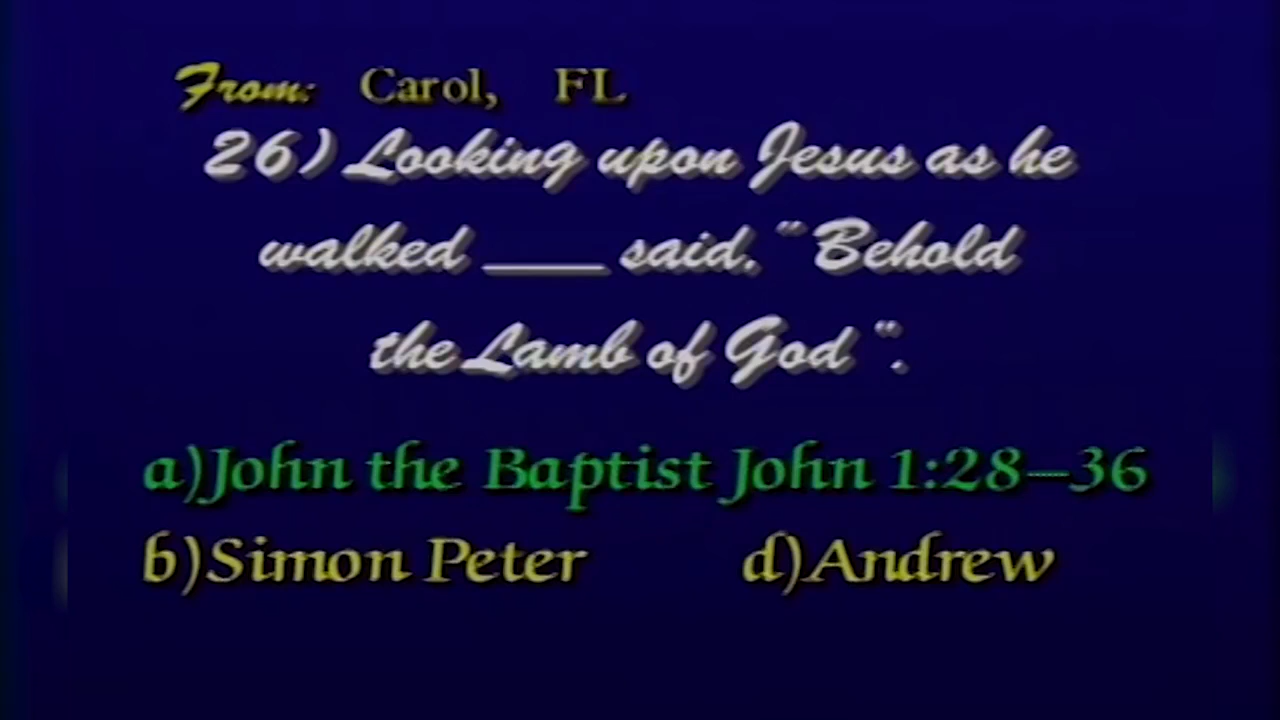 From: Carol, FL
26) Looking upon Jesus as he
walked ____ said. "Behold
the Lamb of God".
a)John the Baptist John 1:28-36
b)Simon Peter d)Andrew